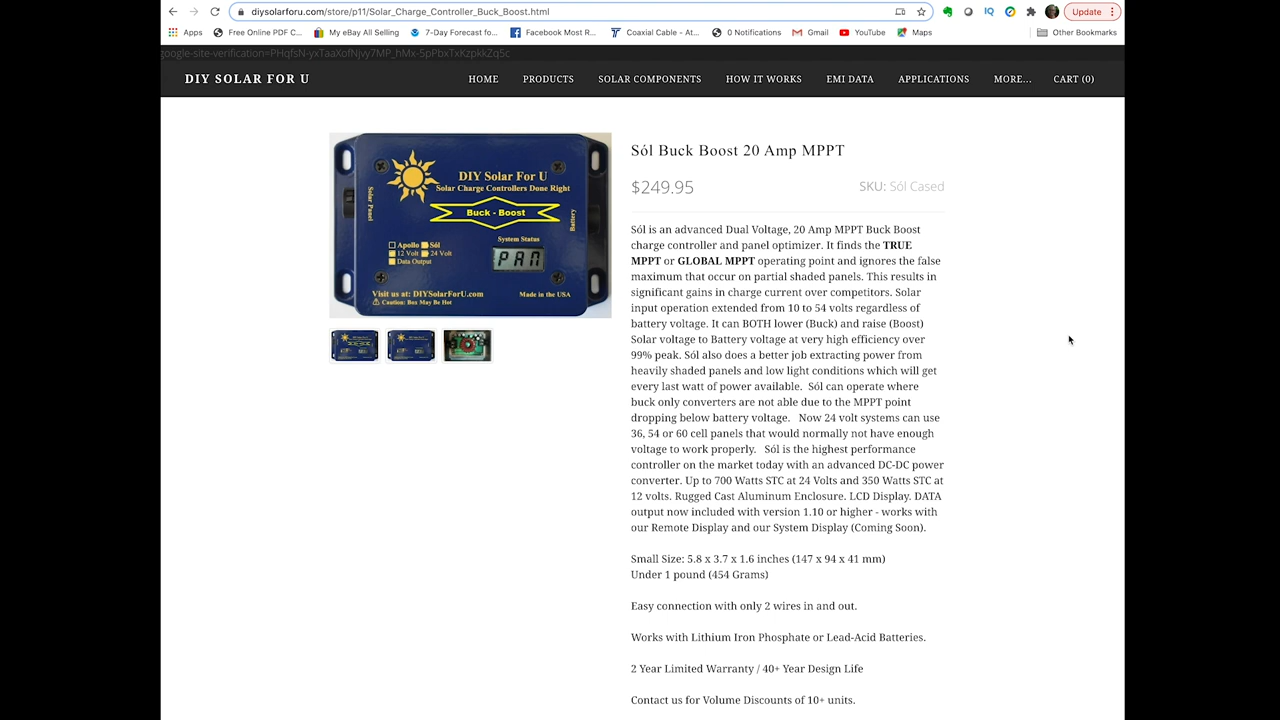 diysolarforu.com/store/p11/Solar_Charge_Controller_Buck_Boost.html
Update
Apps
Free Online PDF C...
My eBay All Selling
7-Day Forecast fo...
Facebook Most R...
Coaxial Cable - At...
0 Notifications
Gmail
YouTube
Maps
Other Bookmarks
DIY SOLAR FOR U
HOME
PRODUCTS
SOLAR COMPONENTS
HOW IT WORKS
EMI DATA
APPLICATIONS
MORE...
CART (0)
DIY Solar For U
Solar Charge Controllers Done Right
Buck - Boost
Solar Panel
Battery
System Status
Apollo Sól
12 Volt 24 Volt
Data Output
PAN
Visit us at: DIYSolarForU.com
Made in the USA
Caution: Box May Be Hot
Sól Buck Boost 20 Amp MPPT
$249.95
SKU: Sól Cased
Sól is an advanced Dual Voltage, 20 Amp MPPT Buck Boost
charge controller and panel optimizer. It finds the TRUE
MPPT or GLOBAL MPPT operating point and ignores the false
maximum that occur on partial shaded panels. This results in
significant gains in charge current over competitors. Solar
input operation extended from 10 to 54 volts regardless of
battery voltage. It can BOTH lower (Buck) and raise (Boost)
Solar voltage to Battery voltage at very high efficiency over
99% peak. Sól also does a better job extracting power from
heavily shaded panels and low light conditions which will get
every last watt of power available. Sól can operate where
buck only converters are not able due to the MPPT point
dropping below battery voltage. Now 24 volt systems can use
36, 54 or 60 cell panels that would normally not have enough
voltage to work properly. Sól is the highest performance
controller on the market today with an advanced DC-DC power
converter. Up to 700 Watts STC at 24 Volts and 350 Watts STC at
12 volts. Rugged Cast Aluminum Enclosure. LCD Display. DATA
output now included with version 1.10 or higher - works with
our Remote Display and our System Display (Coming Soon).
Small Size: 5.8 x 3.7 x 1.6 inches (147 x 94 x 41 mm)
Under 1 pound (454 Grams)
Easy connection with only 2 wires in and out.
Works with Lithium Iron Phosphate or Lead-Acid Batteries.
2 Year Limited Warranty / 40+ Year Design Life
Contact us for Volume Discounts of 10+ units.